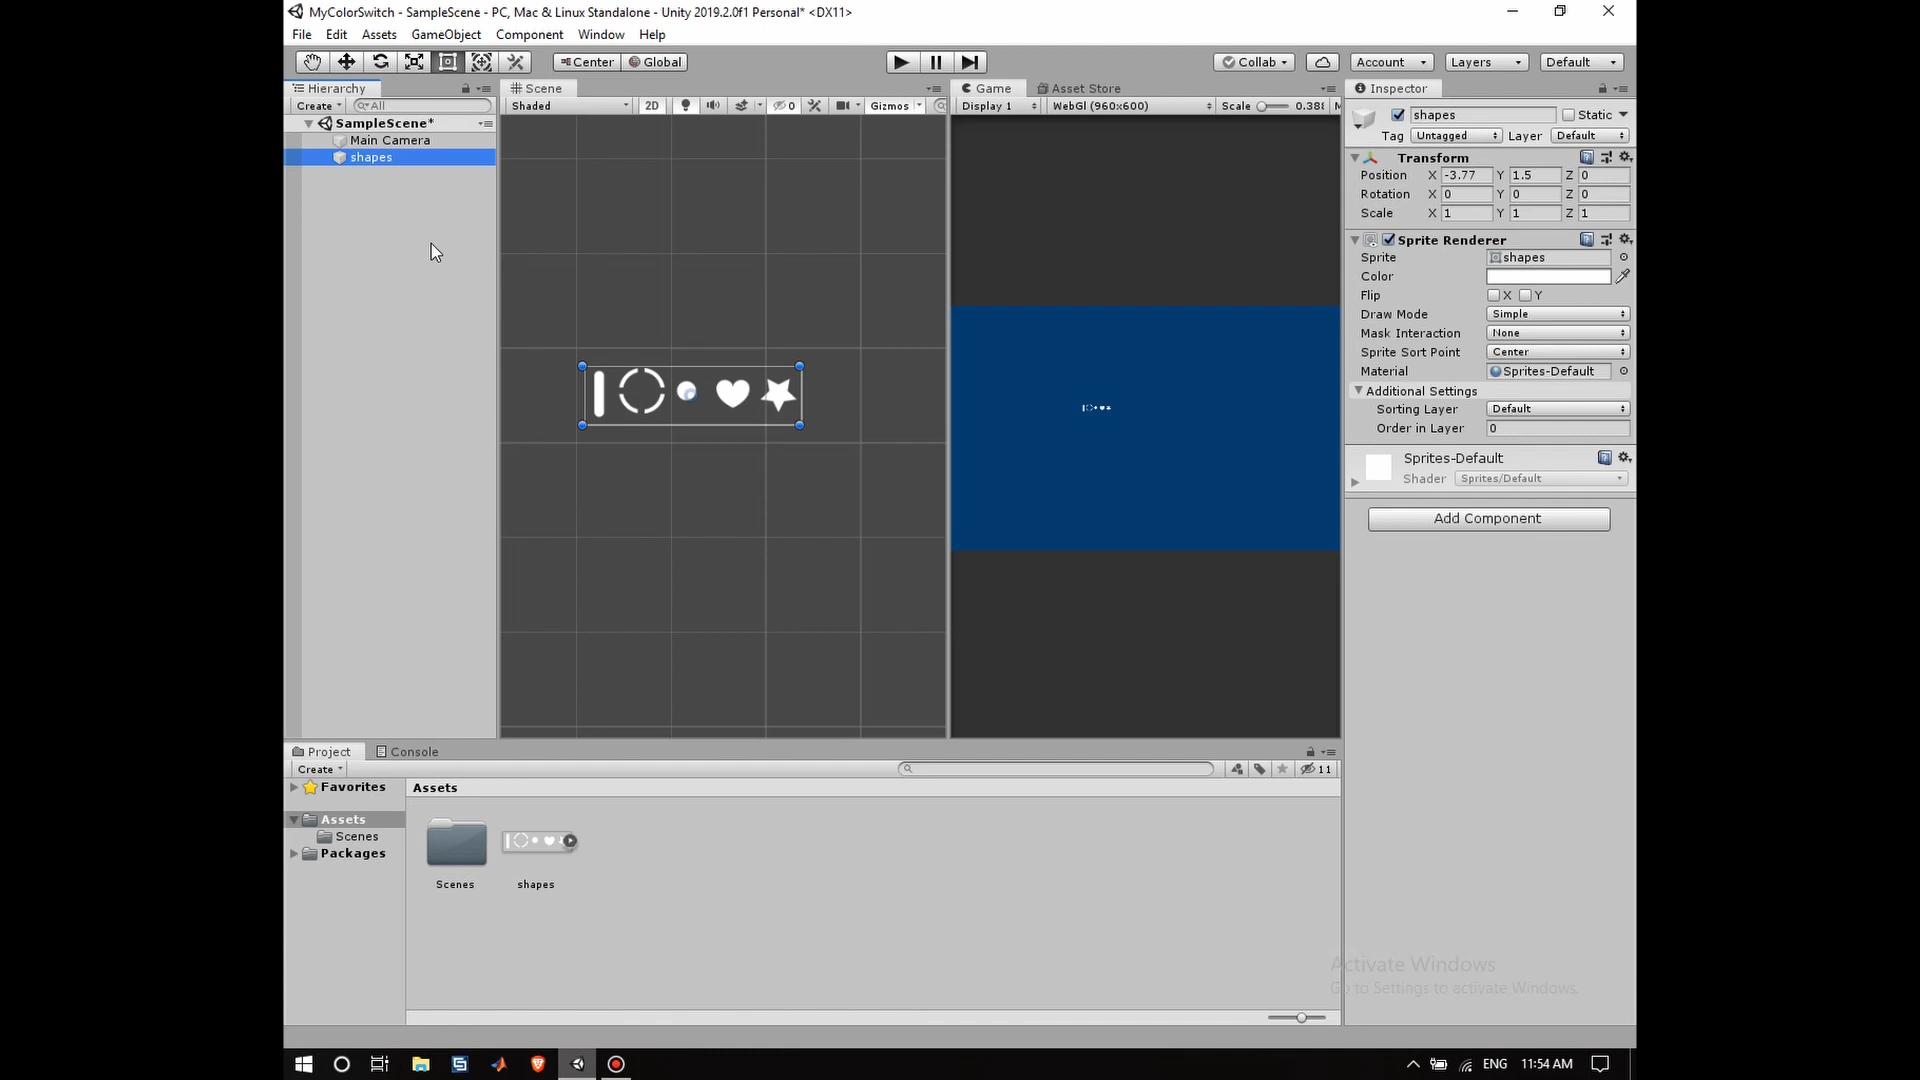 MyColorSwitch - SampleScene - PC, Mac & Linux Standalone - Unity 2019.2.0f1 Personal* <DX11>
File Edit Assets GameObject Component Window Help
Center Global Collab Account Layers Default
Hierarchy
Create All
SampleScene*
Main Camera
shapes
Scene
Shaded 2D 0 Gizmos
Game Asset Store
Display 1 WebGl (960x600) Scale 0.388 M
Inspector
shapes Static
Tag Untagged Layer Default
Transform
Position X -3.77 Y 1.5 Z 0
Rotation X 0 Y 0 Z 0
Scale X 1 Y 1 Z 1
Sprite Renderer
Sprite shapes
Color
Flip X Y
Draw Mode Simple
Mask Interaction None
Sprite Sort Point Center
Material Sprites-Default
Additional Settings
Sorting Layer Default
Order in Layer 0
Sprites-Default
Shader Sprites/Default
Add Component
Project Console
Create 11
Favorites
Assets
Scenes
Packages
Assets
Scenes shapes
Activate Windows
Go to Settings to activate Windows.
ENG 11:54 AM